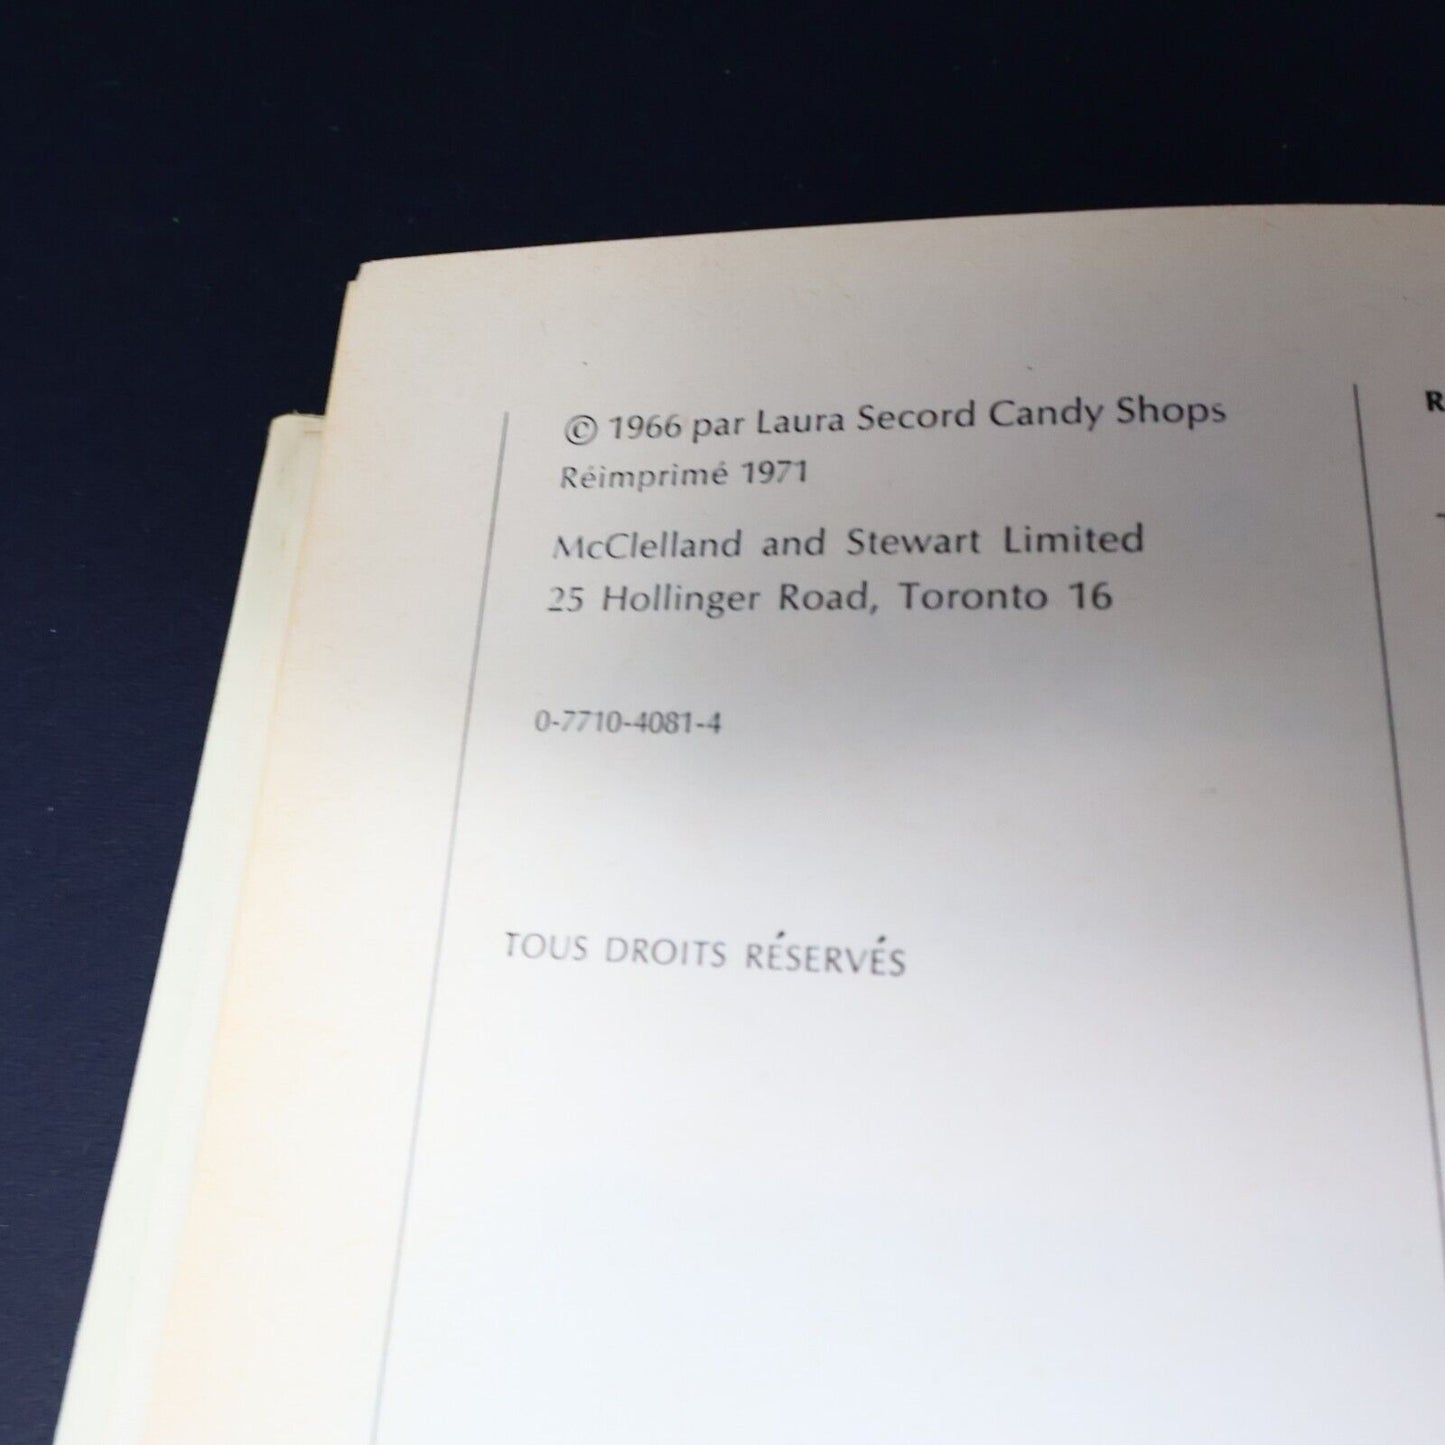 © 1966 par Laura Secord Candy Shops
Réimprimé 1971
McClelland and Stewart Limited
25 Hollinger Road, Toronto 16
0-7710-4081-4
TOUS DROITS RÉSERVÉS